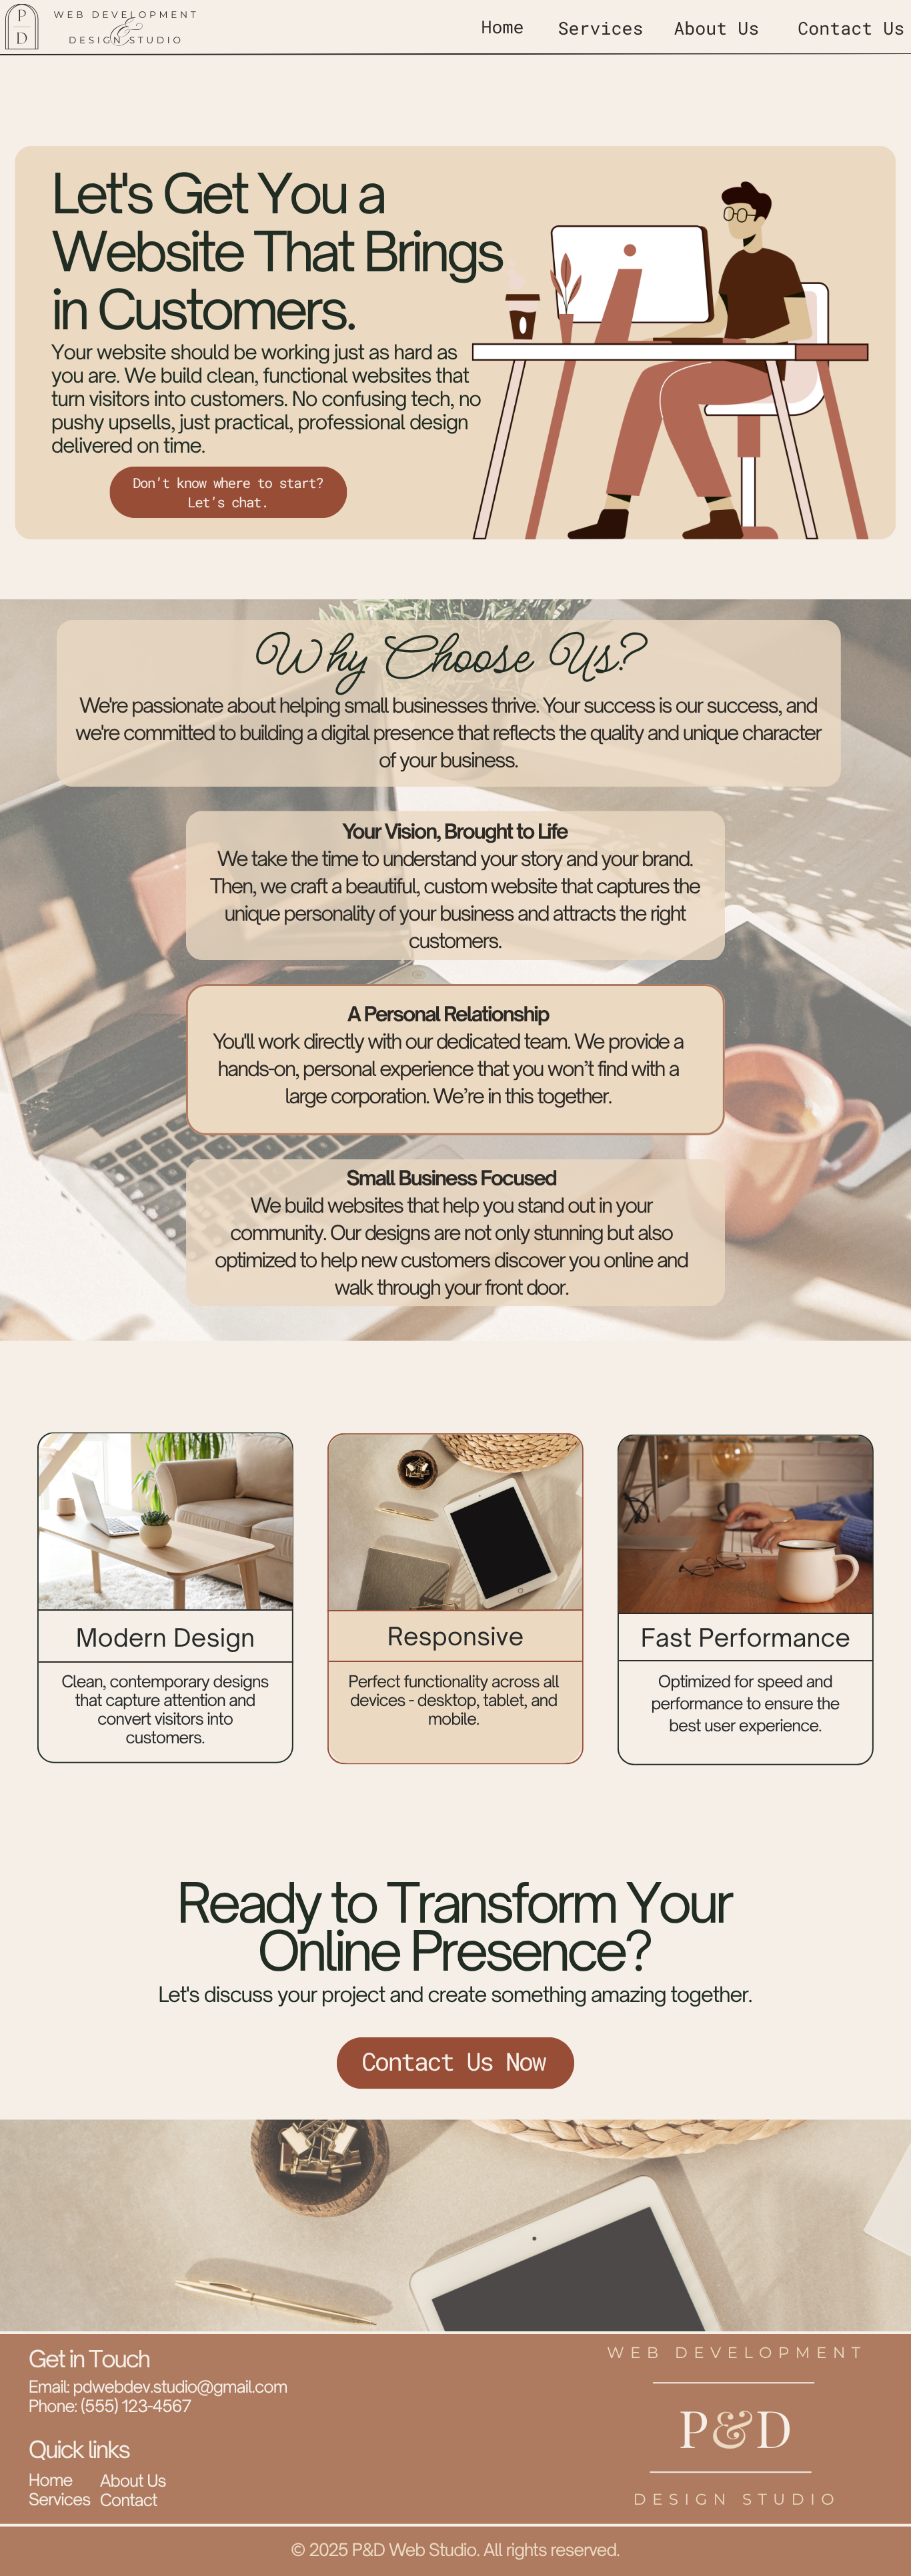 P
D
WEB DEVELOPMENT
&
DESIGN STUDIO
Home Services About Us Contact Us
Let's Get You a
Website That Brings
in Customers.
Your website should be working just as hard as
you are. We build clean, functional websites that
turn visitors into customers. No confusing tech, no
pushy upsells, just practical, professional design
delivered on time.
Don't know where to start?
Let's chat.
Why Choose Us?
We're passionate about helping small businesses thrive. Your success is our success, and
we're committed to building a digital presence that reflects the quality and unique character
of your business.
Your Vision, Brought to Life
We take the time to understand your story and your brand.
Then, we craft a beautiful, custom website that captures the
unique personality of your business and attracts the right
customers.
A Personal Relationship
You'll work directly with our dedicated team. We provide a
hands-on, personal experience that you won’t find with a
large corporation. We’re in this together.
Small Business Focused
We build websites that help you stand out in your
community. Our designs are not only stunning but also
optimized to help new customers discover you online and
walk through your front door.
Modern Design
Clean, contemporary designs
that capture attention and
convert visitors into
customers.
Responsive
Perfect functionality across all
devices - desktop, tablet, and
mobile.
Fast Performance
Optimized for speed and
performance to ensure the
best user experience.
Ready to Transform Your
Online Presence?
Let's discuss your project and create something amazing together.
Contact Us Now
Get in Touch
Email: pdwebdev.studio@gmail.com
Phone: (555) 123-4567
Quick links
Home About Us
Services Contact
WEB DEVELOPMENT
P&D
DESIGN STUDIO
© 2025 P&D Web Studio. All rights reserved.